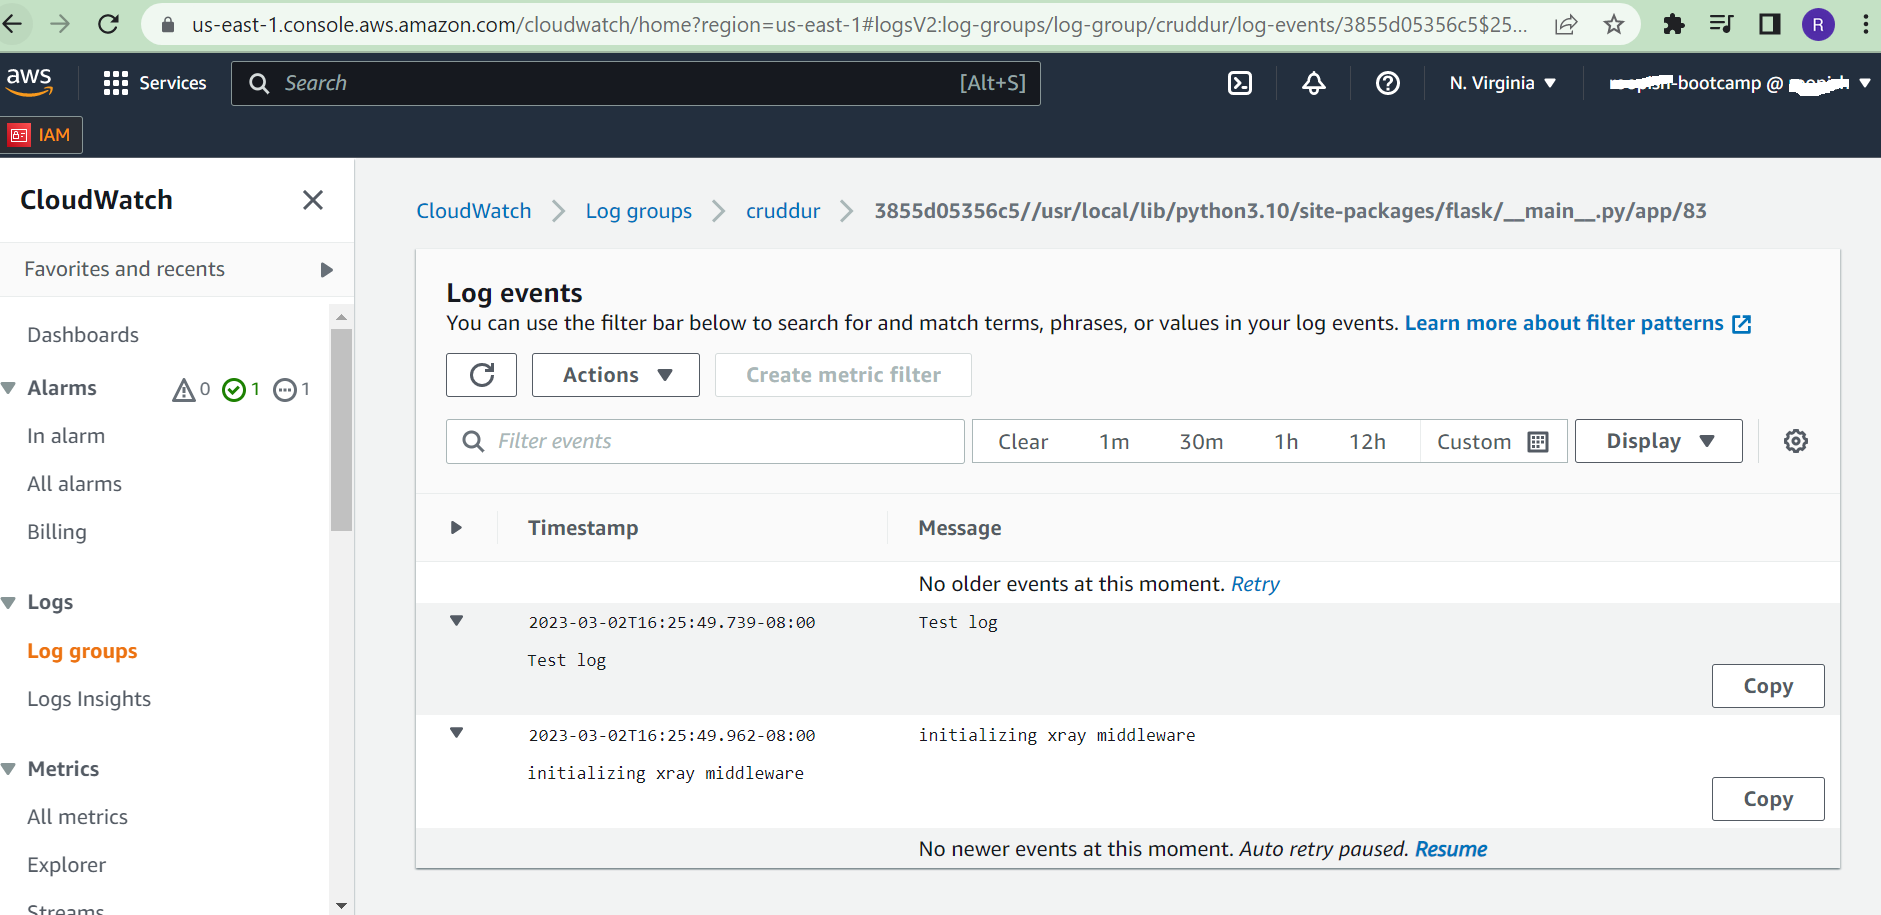 us-east-1.console.aws.amazon.com/cloudwatch/home?region=us-east-1#logsV2:log-groups/log-group/cruddur/log-events/3855d05356c5$25...
R
aws
Services
Search
[Alt+S]
N. Virginia
-bootcamp @
IAM
CloudWatch
Favorites and recents
Dashboards
Alarms
0
1
1
In alarm
All alarms
Billing
Logs
Log groups
Logs Insights
Metrics
All metrics
Explorer
Streams
CloudWatch
Log groups
cruddur
3855d05356c5//usr/local/lib/python3.10/site-packages/flask/__main__.py/app/83
Log events
You can use the filter bar below to search for and match terms, phrases, or values in your log events. Learn more about filter patterns
Actions
Create metric filter
Filter events
Clear
1m
30m
1h
12h
Custom
Display
Timestamp
Message
No older events at this moment. Retry
2023-03-02T16:25:49.739-08:00
Test log
Test log
Copy
2023-03-02T16:25:49.962-08:00
initializing xray middleware
initializing xray middleware
Copy
No newer events at this moment. Auto retry paused. Resume